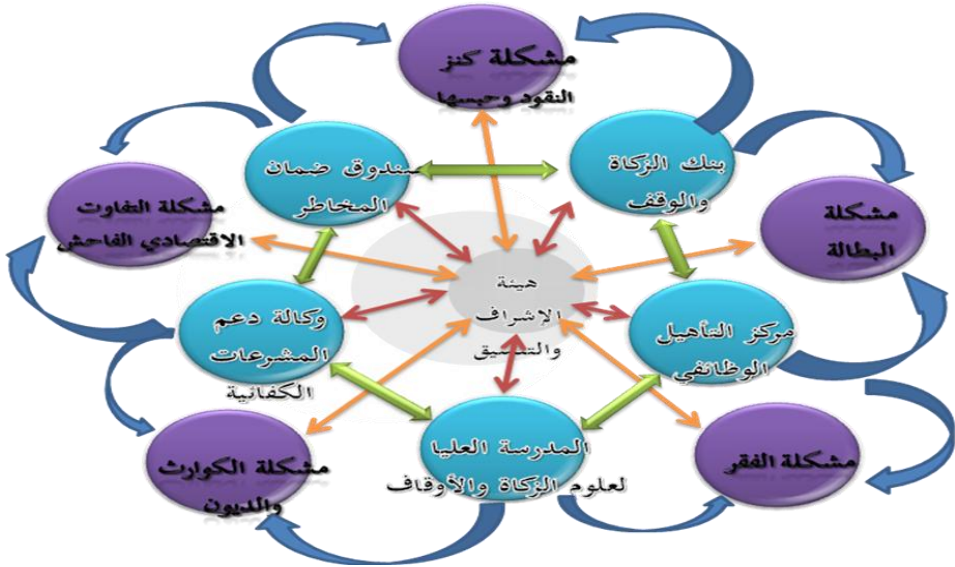 مشكلة كنز
النقود وحبسها
بنك الزكاة
والوقف
صندوق ضمان
المخاطر
مشكلة
البطالة
مشكلة التفاوت
الاقتصادي الفاحش
هيئة
الإشراف
والتنسيق
مركز التأهيل
الوظائفي
وكالة دعم
المشرعات
الكفائية
المدرسة العليا
لعلوم الزكاة والأوقاف
مشكلة الفقر
مشكلة الكوارث
والديون